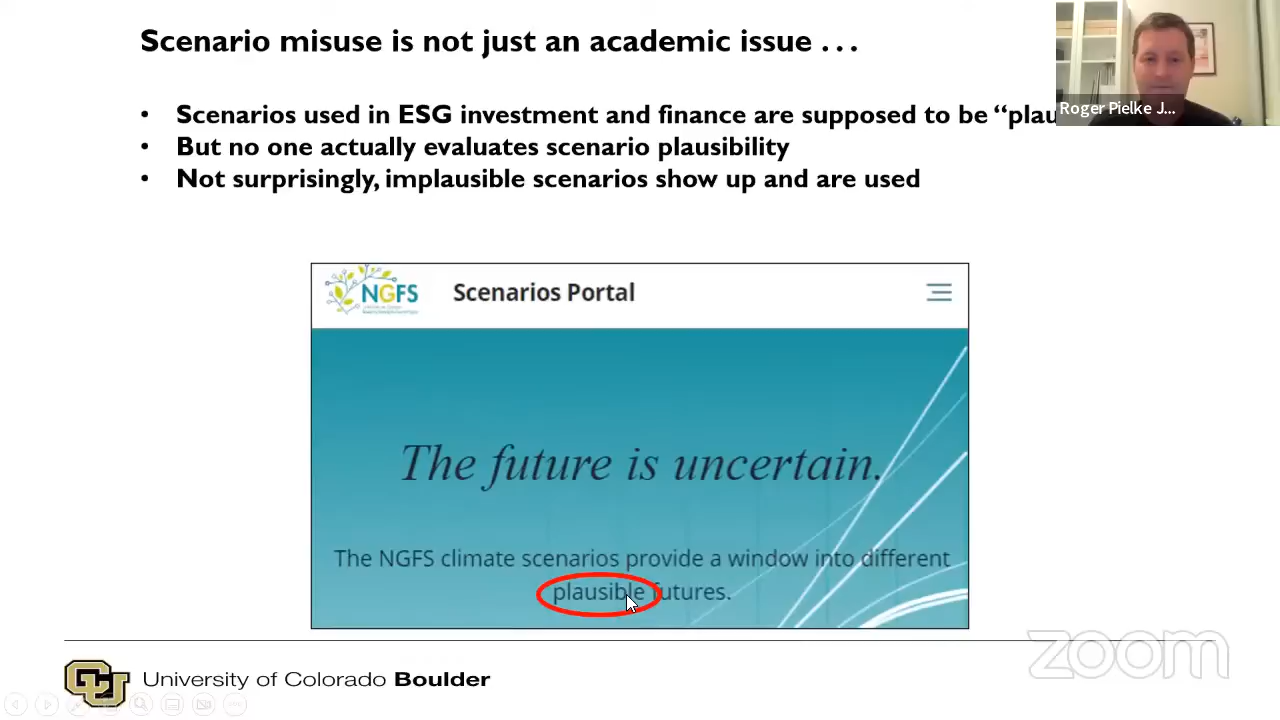 Scenario misuse is not just an academic issue . . .
Roger Pielke J...
• Scenarios used in ESG investment and finance are supposed to be “plau
• But no one actually evaluates scenario plausibility
• Not surprisingly, implausible scenarios show up and are used
NGFS
Scenarios Portal
The future is uncertain.
The NGFS climate scenarios provide a window into different
plausible futures.
CU
University of Colorado Boulder
zoom